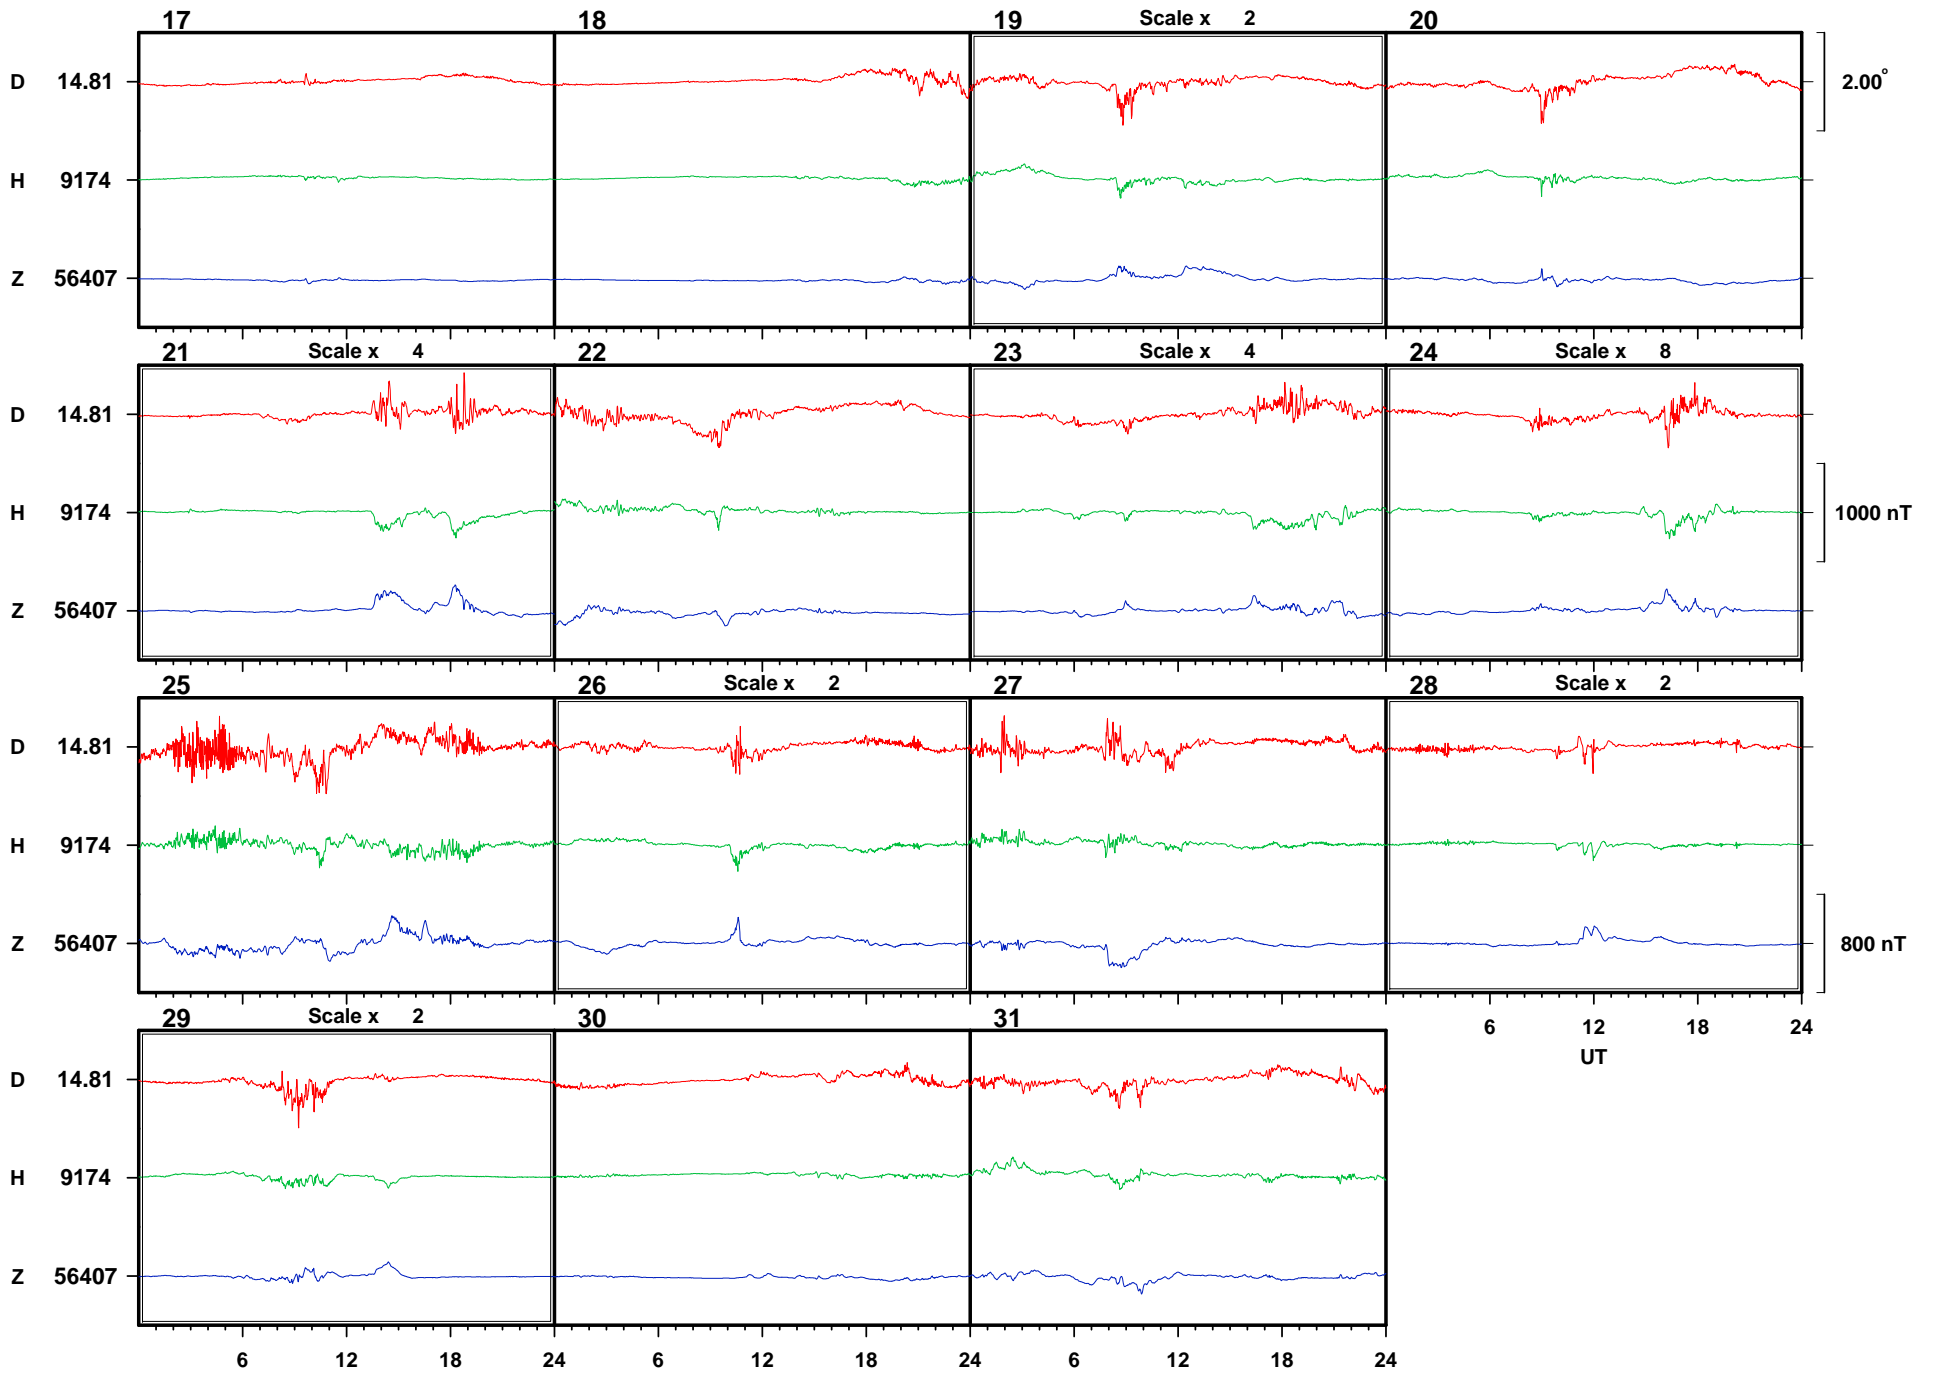 17 18 19 Scale x 2 20
D 14.81 2.00°
H 9174
Z 56407
21 Scale x 4 22 23 Scale x 4 24 Scale x 8
D 14.81
H 9174 1000 nT
Z 56407
25 26 Scale x 2 27 28 Scale x 2
D 14.81
H 9174
Z 56407 800 nT
29 Scale x 2 30 31
6 12 18 24
UT
D 14.81
H 9174
Z 56407
6 12 18 24 6 12 18 24 6 12 18 24